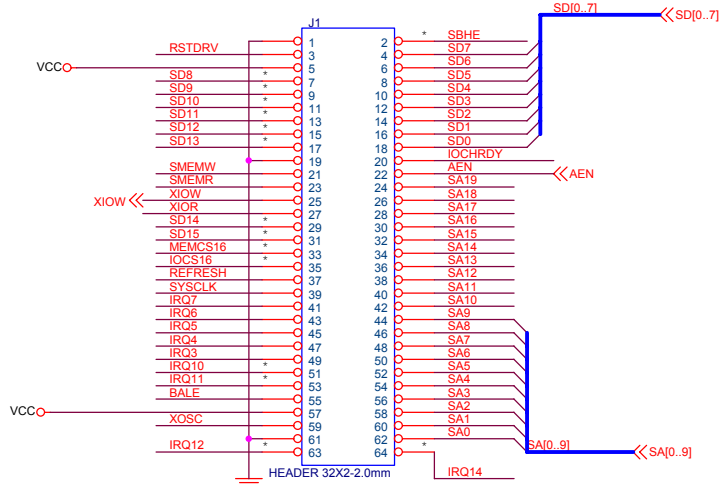 J1
SD[0..7]
SD[0..7]
1 2 * SBHE
RSTDRV 3 4 SD7
VCC 5 6 SD6
SD8 * 7 8 SD5
SD9 * 9 10 SD4
SD10 * 11 12 SD3
SD11 * 13 14 SD2
SD12 * 15 16 SD1
SD13 * 17 18 SD0
19 20 IOCHRDY
SMEMW 21 22 AEN AEN
SMEMR 23 24 SA19
XIOW XIOW 25 26 SA18
XIOR 27 28 SA17
SD14 * 29 30 SA16
SD15 * 31 32 SA15
MEMCS16 * 33 34 SA14
IOCS16 * 35 36 SA13
REFRESH 37 38 SA12
SYSCLK 39 40 SA11
IRQ7 41 42 SA10
IRQ6 43 44 SA9
IRQ5 45 46 SA8
IRQ4 47 48 SA7
IRQ3 49 50 SA6
IRQ10 * 51 52 SA5
IRQ11 * 53 54 SA4
BALE 55 56 SA3
VCC 57 58 SA2
XOSC 59 60 SA1
61 62 SA0 SA[0..9] SA[0..9]
IRQ12 * 63 64 * IRQ14
HEADER 32X2-2.0mm